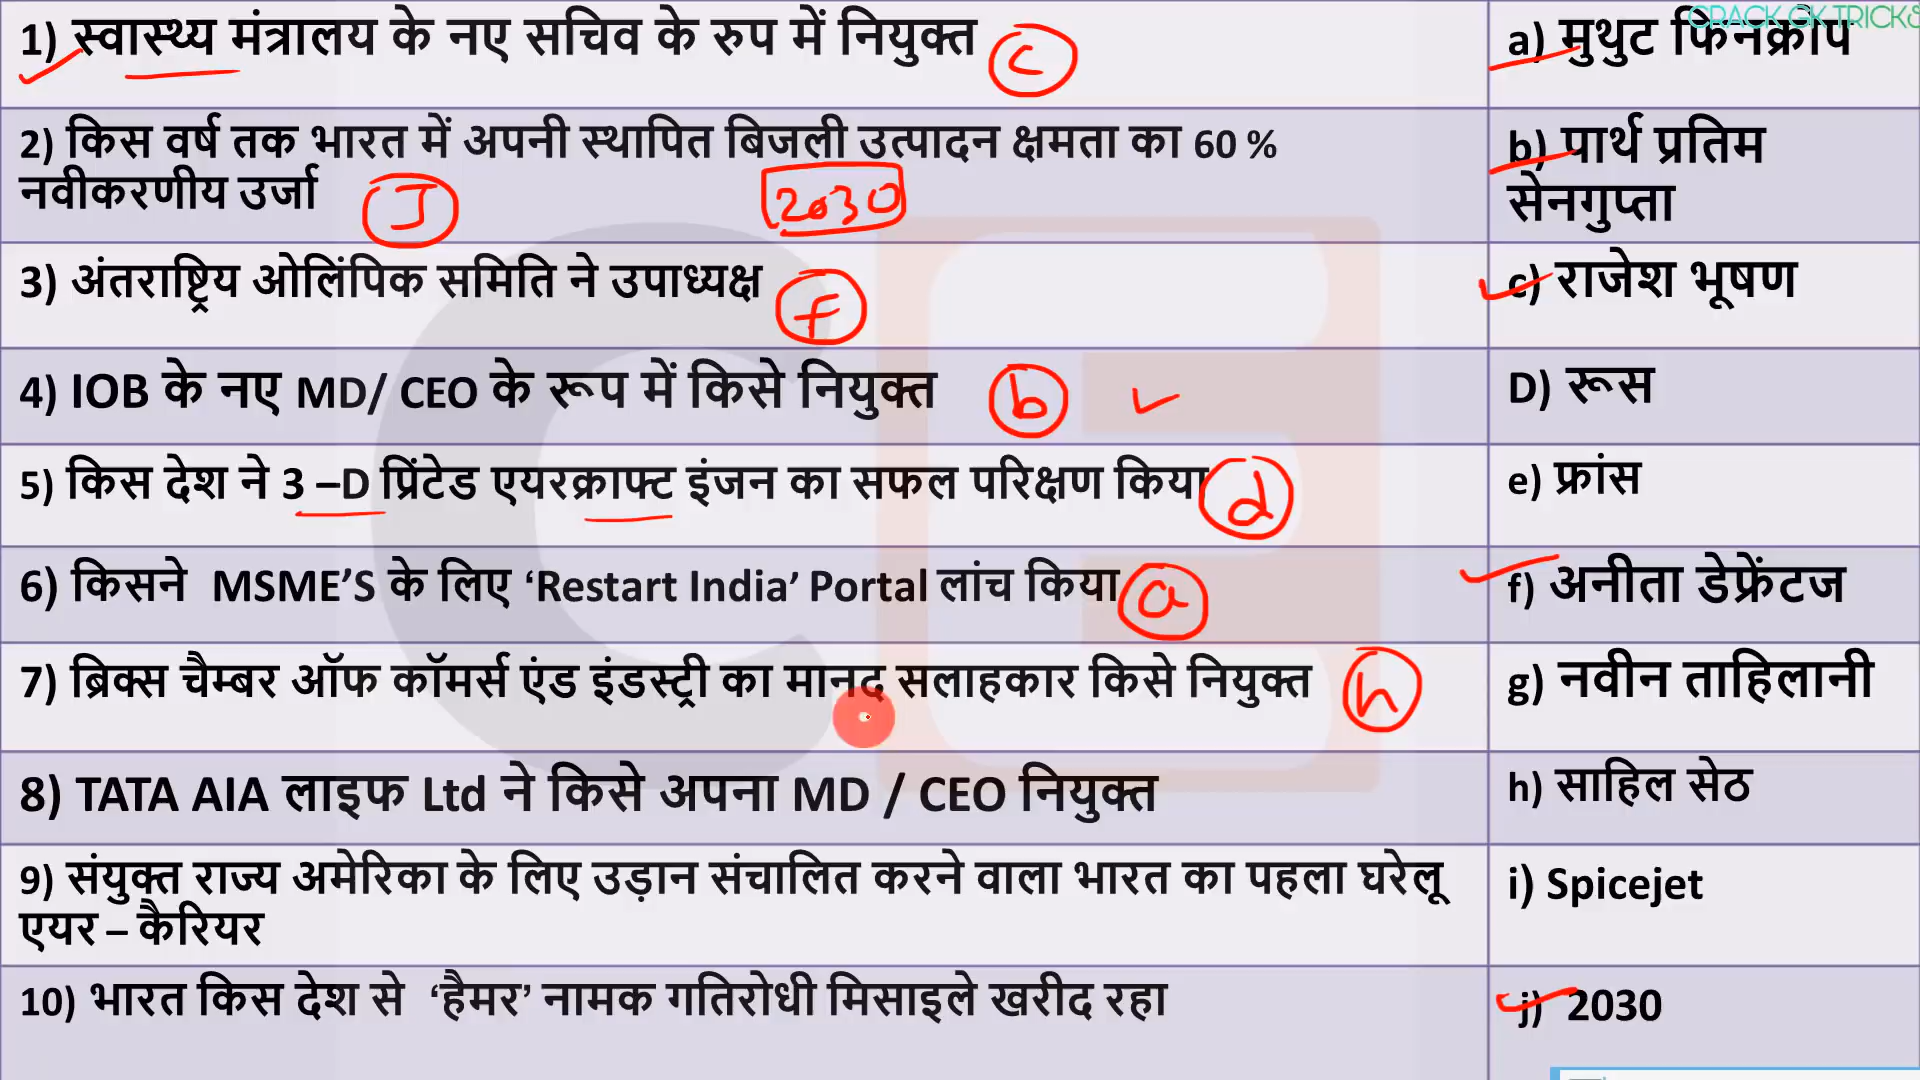 CRACK GK TRICKS
1) स्वास्थ्य मंत्रालय के नए सचिव के रुप में नियुक्त C
a) मुथुट फिनक्रोप
2) किस वर्ष तक भारत में अपनी स्थापित बिजली उत्पादन क्षमता का 60 %
नवीकरणीय उर्जा J 2030
b) पार्थ प्रतिम
सेनगुप्ता
3) अंतराष्ट्रिय ओलिंपिक समिति ने उपाध्यक्ष f
c) राजेश भूषण
4) IOB के नए MD/ CEO के रूप में किसे नियुक्त b
D) रूस
5) किस देश ने 3 –D प्रिंटेड एयरक्राफ्ट इंजन का सफल परिक्षण किया d
e) फ्रांस
6) किसने MSME’S के लिए ‘Restart India’ Portal लांच किया a
f) अनीता डेफ्रेंटज
7) ब्रिक्स चैम्बर ऑफ कॉमर्स एंड इंडस्ट्री का मानद सलाहकार किसे नियुक्त h
g) नवीन ताहिलानी
8) TATA AIA लाइफ Ltd ने किसे अपना MD / CEO नियुक्त
h) साहिल सेठ
9) संयुक्त राज्य अमेरिका के लिए उड़ान संचालित करने वाला भारत का पहला घरेलू
एयर – कैरियर
i) Spicejet
10) भारत किस देश से ‘हैमर’ नामक गतिरोधी मिसाइले खरीद रहा
j) 2030